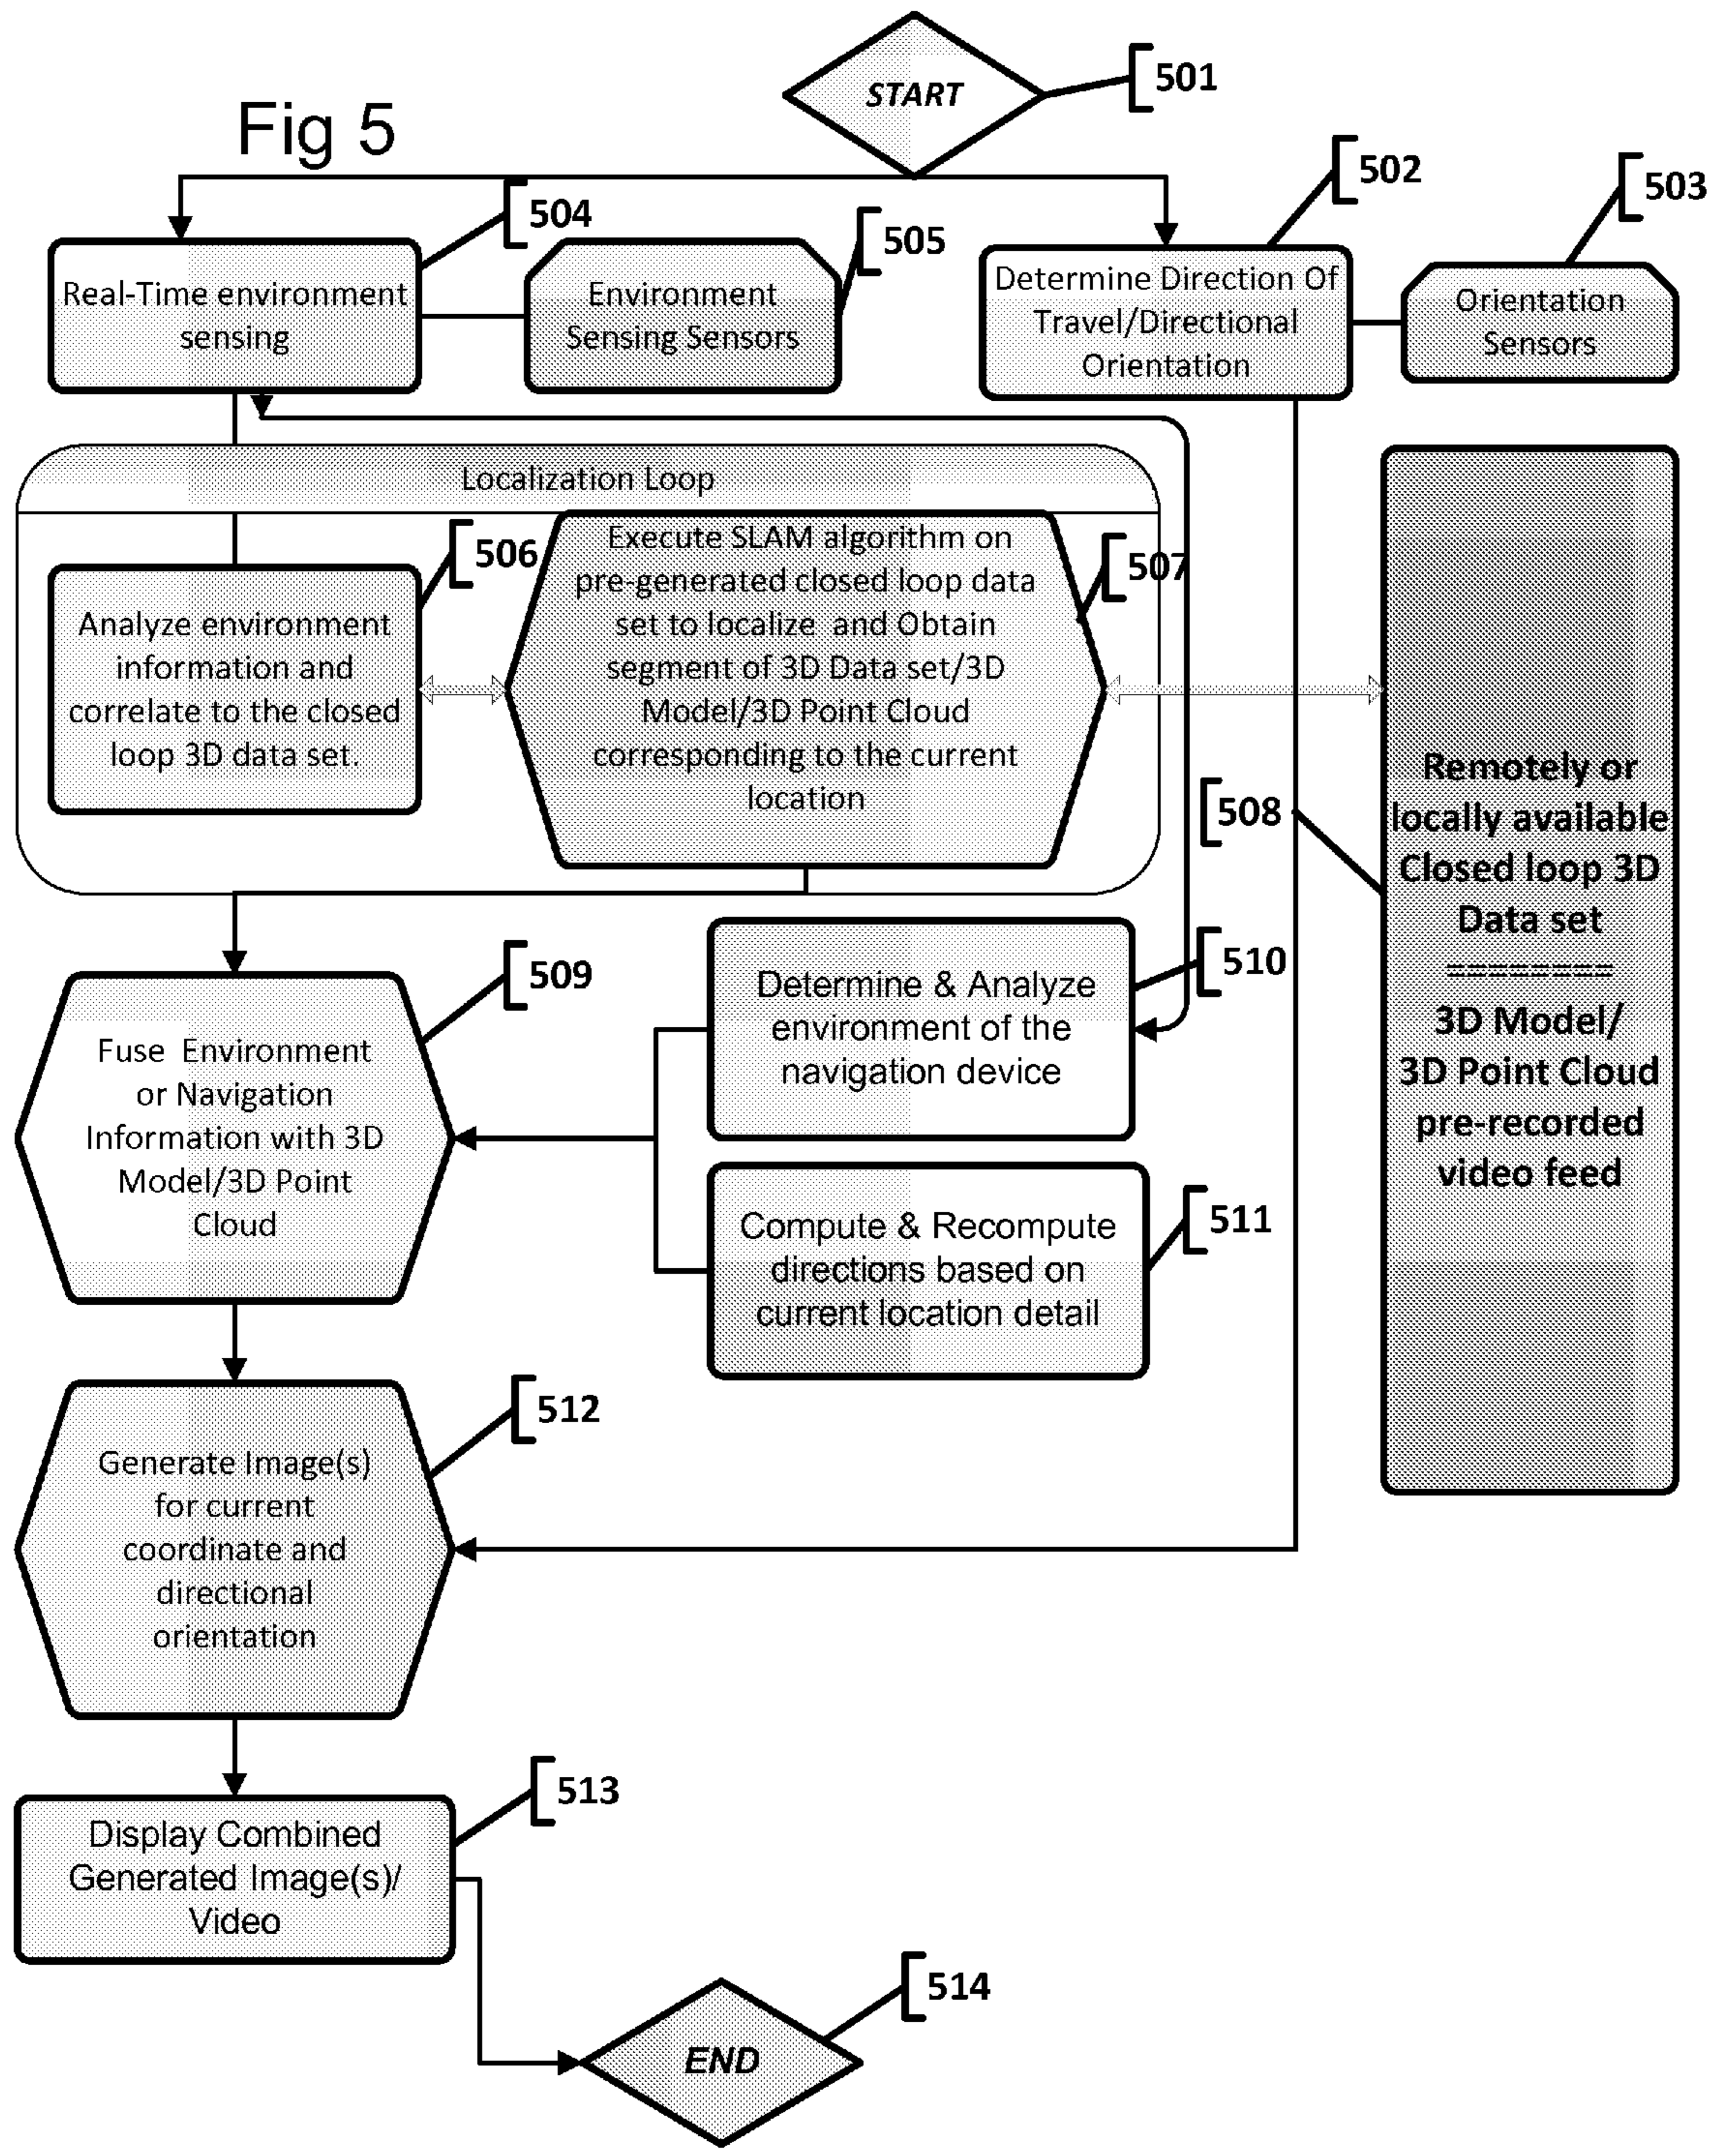 START
501
Fig 5
502
503
504
505
Real-Time environment
sensing
Environment
Sensing Sensors
Determine Direction Of
Travel/Directional
Orientation
Orientation
Sensors
Localization Loop
506
Analyze environment
information and
correlate to the closed
loop 3D data set.
Execute SLAM algorithm on
pre-generated closed loop data
set to localize and Obtain
segment of 3D Data set/3D
Model/3D Point Cloud
corresponding to the current
location
507
508
Remotely or
locally available
Closed loop 3D
Data set
========
3D Model/
3D Point Cloud
pre-recorded
video feed
509
Fuse Environment
or Navigation
Information with 3D
Model/3D Point
Cloud
Determine & Analyze
environment of the
navigation device
510
Compute & Recompute
directions based on
current location detail
511
512
Generate Image(s)
for current
coordinate and
directional
orientation
513
Display Combined
Generated Image(s)/
Video
514
END